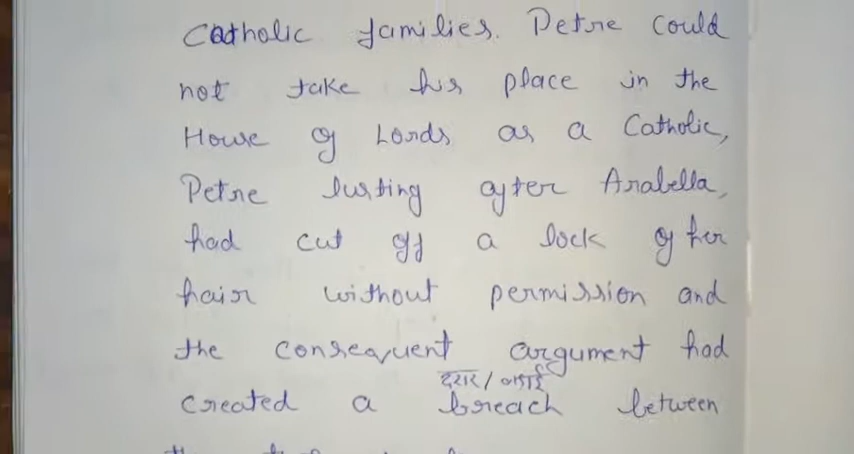 Catholic families. Petre could
not take his place in the
House of Lords as a Catholic,
Petre lusting after Arabella,
had cut off a lock of her
hair without permission and
the consequent argument had
दरार / लड़ाई
created a breach between